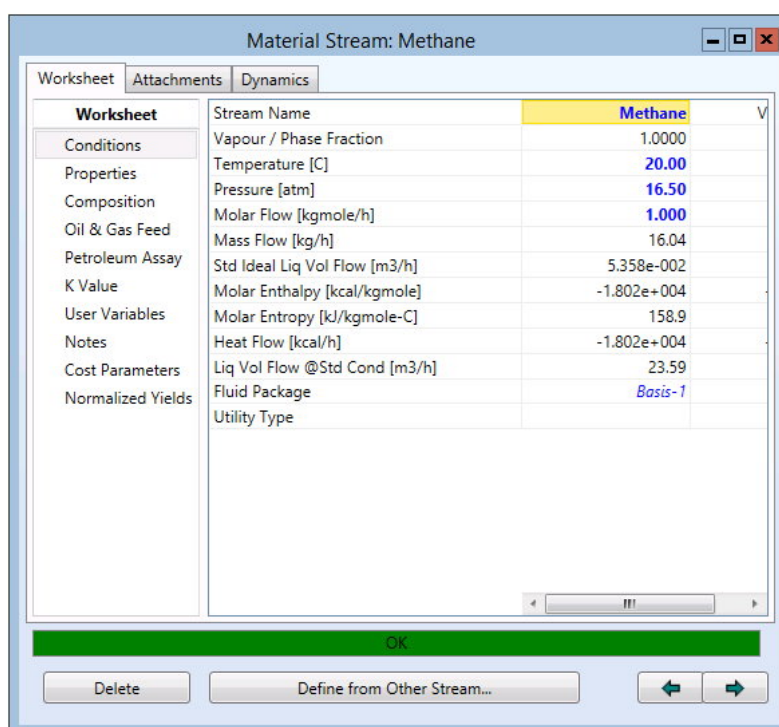 Material Stream: Methane
Worksheet Attachments Dynamics
Worksheet
Conditions
Properties
Composition
Oil & Gas Feed
Petroleum Assay
K Value
User Variables
Notes
Cost Parameters
Normalized Yields
Stream Name Methane V
Vapour / Phase Fraction 1.0000
Temperature [C] 20.00
Pressure [atm] 16.50
Molar Flow [kgmole/h] 1.000
Mass Flow [kg/h] 16.04
Std Ideal Liq Vol Flow [m3/h] 5.358e-002
Molar Enthalpy [kcal/kgmole] -1.802e+004
Molar Entropy [kJ/kgmole-C] 158.9
Heat Flow [kcal/h] -1.802e+004
Liq Vol Flow @Std Cond [m3/h] 23.59
Fluid Package Basis-1
Utility Type
OK
Delete Define from Other Stream...